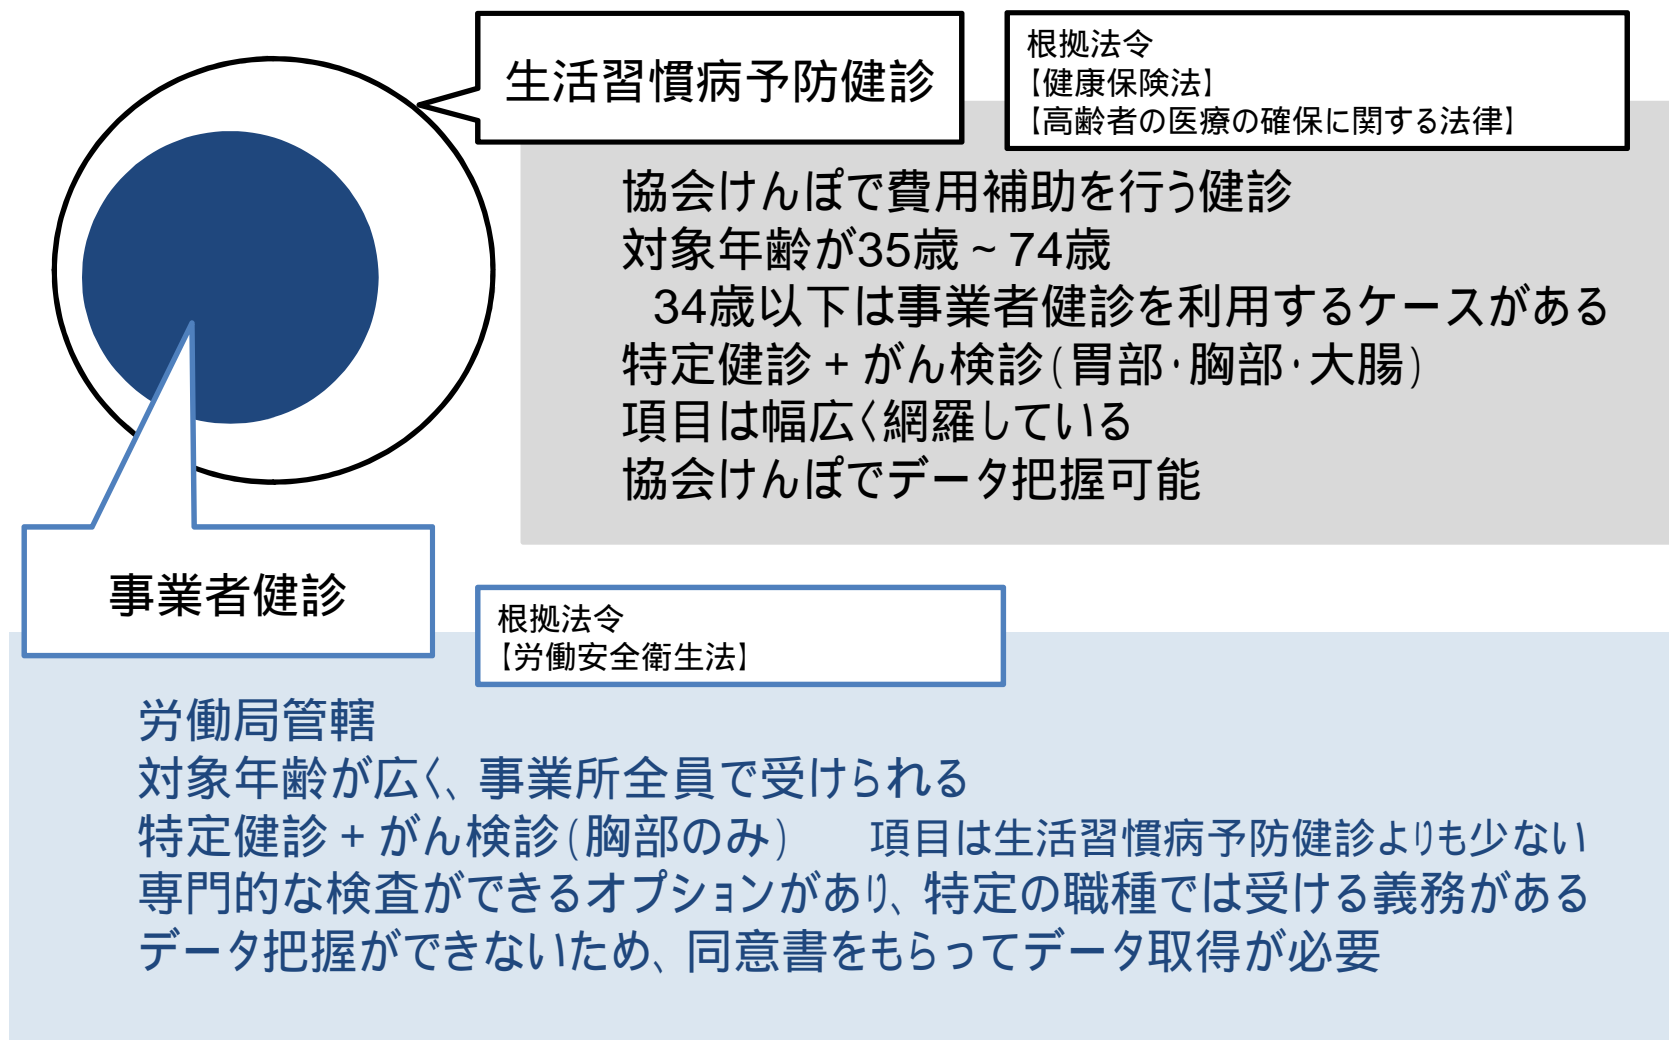 生活習慣病予防健診
根拠法令
【健康保険法】
【高齢者の医療の確保に関する法律】
協会けんぽで費用補助を行う健診
対象年齢が35歳～74歳
34歳以下は事業者健診を利用するケースがある
特定健診＋がん検診（胃部・胸部・大腸）
項目は幅広く網羅している
協会けんぽでデータ把握可能
事業者健診
根拠法令
【労働安全衛生法】
労働局管轄
対象年齢が広く、事業所全員で受けられる
特定健診＋がん検診（胸部のみ）　項目は生活習慣病予防健診よりも少ない
専門的な検査ができるオプションがあり、特定の職種では受ける義務がある
データ把握ができないため、同意書をもらってデータ取得が必要